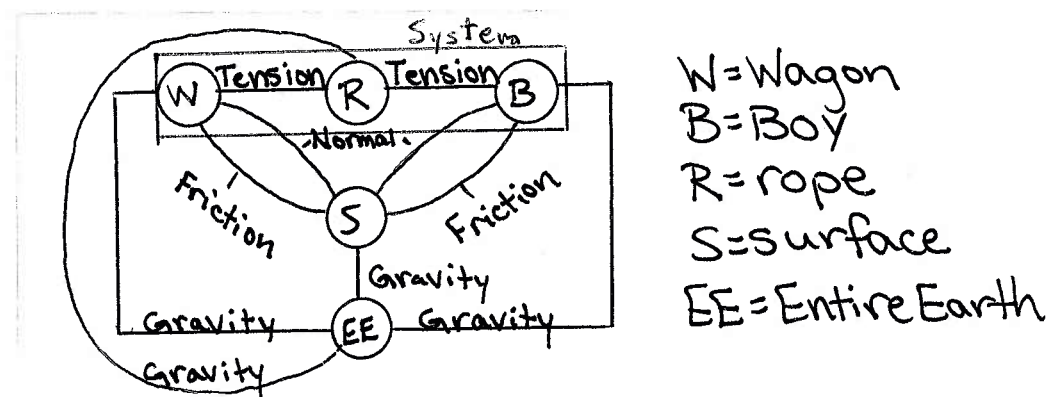 System
W Tension R Tension B
Normal
Friction Friction
S
Gravity
Gravity EE Gravity
Gravity
W=Wagon
B=Boy
R=rope
S=surface
EE=Entire Earth